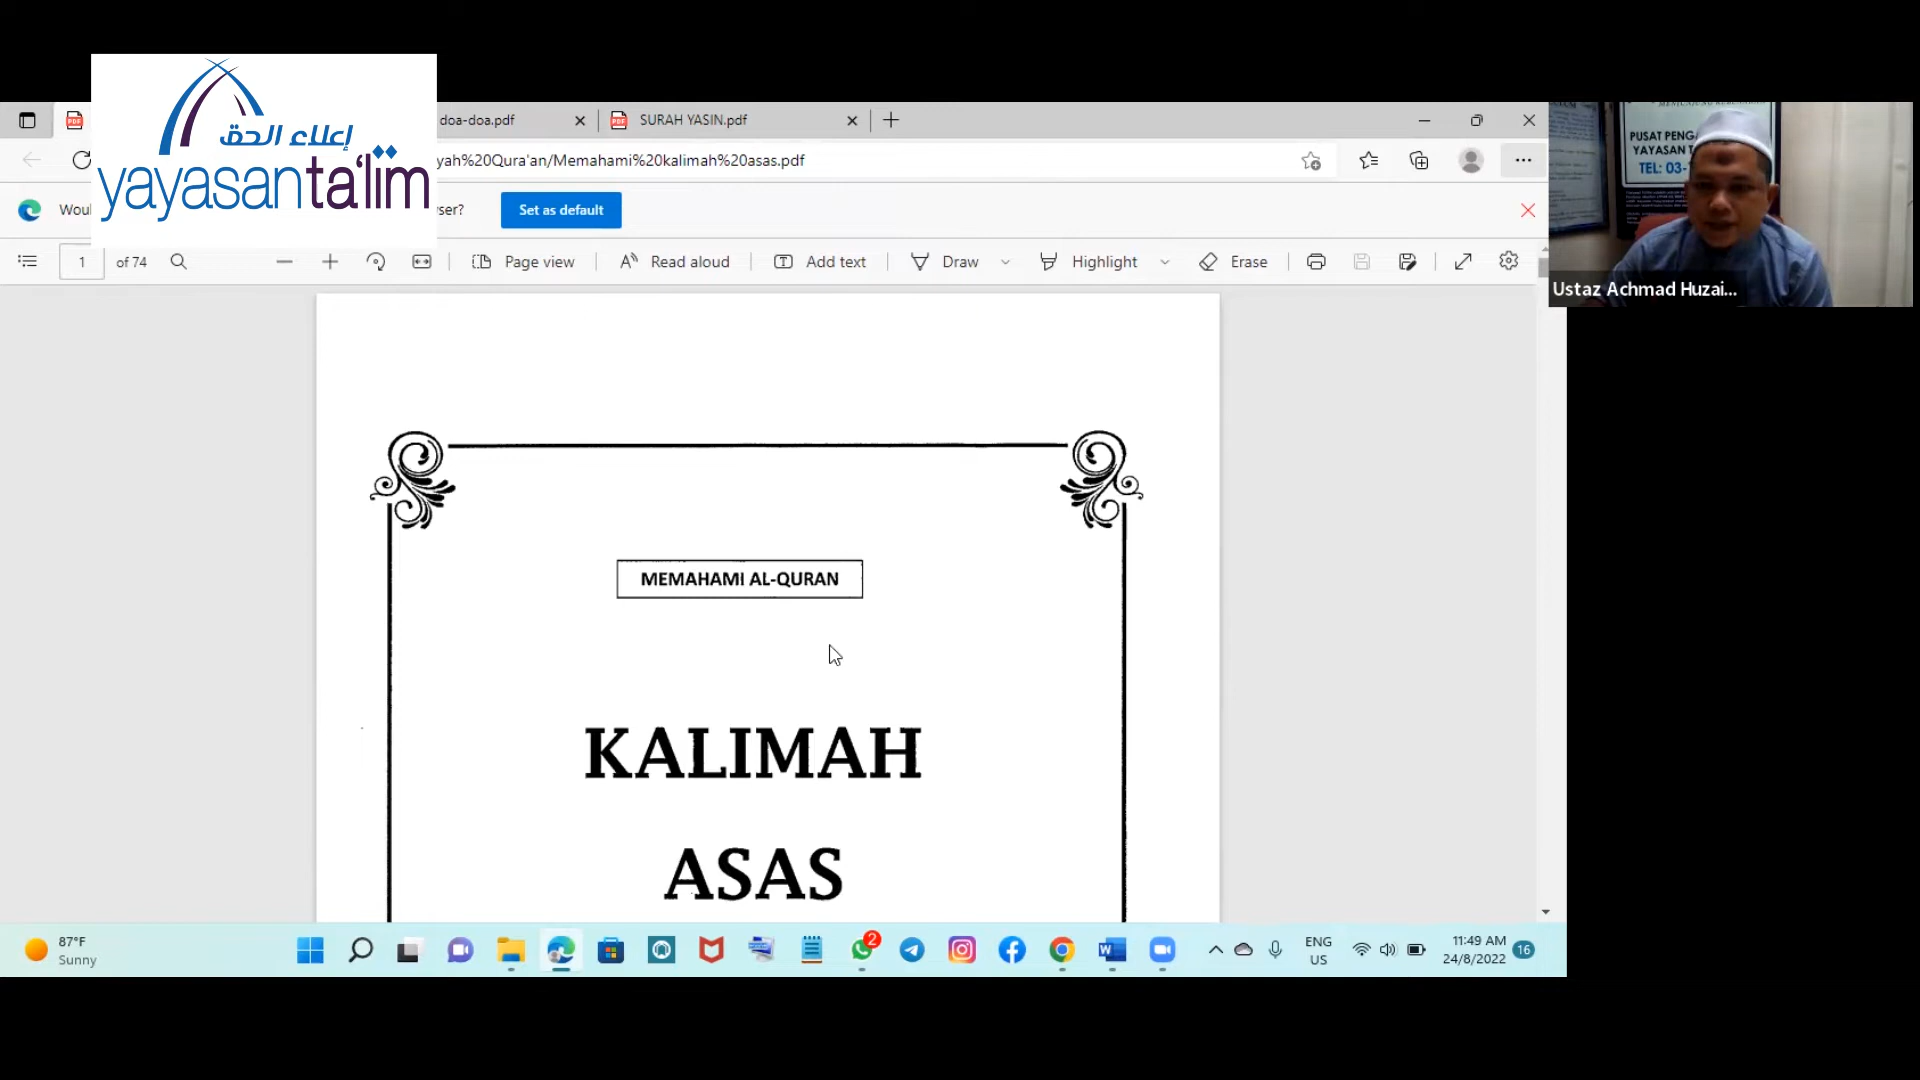 إعلاء الحق
yayasanta'lim
doa-doa.pdf
SURAH YASIN.pdf
yah%20Qura'an/Memahami%20kalimah%20asas.pdf
Woul
ser?
Set as default
1 of 74
Page view
Read aloud
Add text
Draw
Highlight
Erase
MEMAHAMI AL-QURAN
KALIMAH
ASAS
PUSAT PENGA
YAYASAN T
TEL: 03-
Ustaz Achmad Huzai...
87°F
Sunny
2
ENG
US
11:49 AM
24/8/2022
16